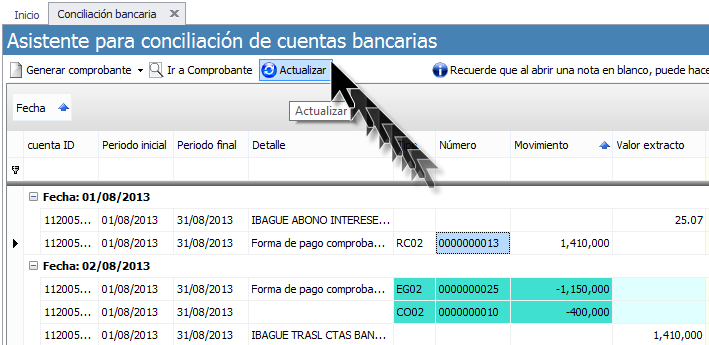 Inicio Conciliación bancaria
Asistente para conciliación de cuentas bancarias
Generar comprobante Ir a Comprobante Actualizar Recuerde que al abrir una nota en blanco, puede hace
Fecha Actualizar
cuenta ID Periodo inicial Periodo final Detalle Número Movimiento Valor extracto
Fecha: 01/08/2013
112005... 01/08/2013 31/08/2013 IBAGUE ABONO INTERESE... 25.07
112005... 01/08/2013 31/08/2013 Forma de pago comproba... RC02 0000000013 1,410,000
Fecha: 02/08/2013
112005... 01/08/2013 31/08/2013 Forma de pago comproba... EG02 0000000025 -1,150,000
112005... 01/08/2013 31/08/2013 CO02 0000000010 -400,000
112005... 01/08/2013 31/08/2013 IBAGUE TRASL CTAS BAN... 1,410,000